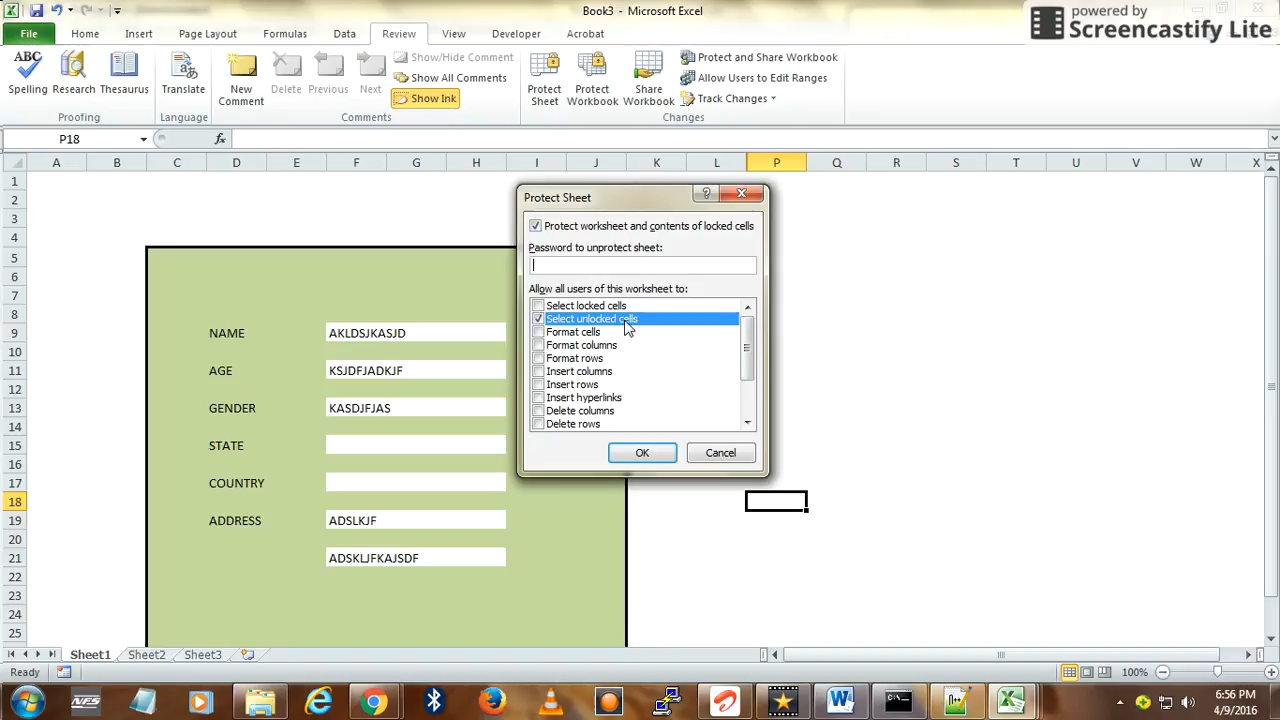 Book3 - Microsoft Excel
powered by
Screencastify Lite
File Home Insert Page Layout Formulas Data Review View Developer Acrobat
ABC
Spelling Research Thesaurus
Proofing
Translate
Language
New Comment
Delete Previous Next
Show/Hide Comment
Show All Comments
Show Ink
Comments
Protect Sheet
Protect Workbook
Share Workbook
Protect and Share Workbook
Allow Users to Edit Ranges
Track Changes
Changes
P18 fx
A B C D E F G H I J K L P Q R S T U V W X
1
2
3
4
5
6
7
8
9 NAME AKLDSJKASJD
10
11 AGE KSJDFJADKJF
12
13 GENDER KASDJFJAS
14
15 STATE
16
17 COUNTRY
18
19 ADDRESS ADSLKJF
20
21 ADSKLJFKAJSDF
22
23
24
25
Protect Sheet
?
Protect worksheet and contents of locked cells
Password to unprotect sheet:
Allow all users of this worksheet to:
Select locked cells
Select unlocked cells
Format cells
Format columns
Format rows
Insert columns
Insert rows
Insert hyperlinks
Delete columns
Delete rows
OK Cancel
Sheet1 Sheet2 Sheet3
Ready 100%
NFS
W
6:56 PM
4/9/2016